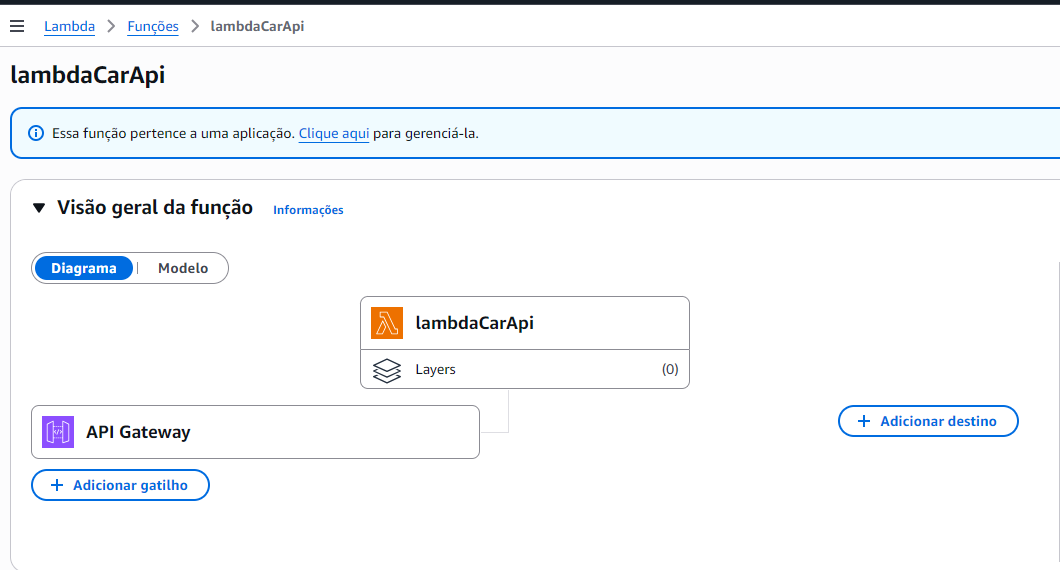 Lambda > Funções > lambdaCarApi
lambdaCarApi
Essa função pertence a uma aplicação. Clique aqui para gerenciá-la.
Visão geral da função Informações
Diagrama | Modelo
lambdaCarApi
Layers (0)
API Gateway
+ Adicionar destino
+ Adicionar gatilho